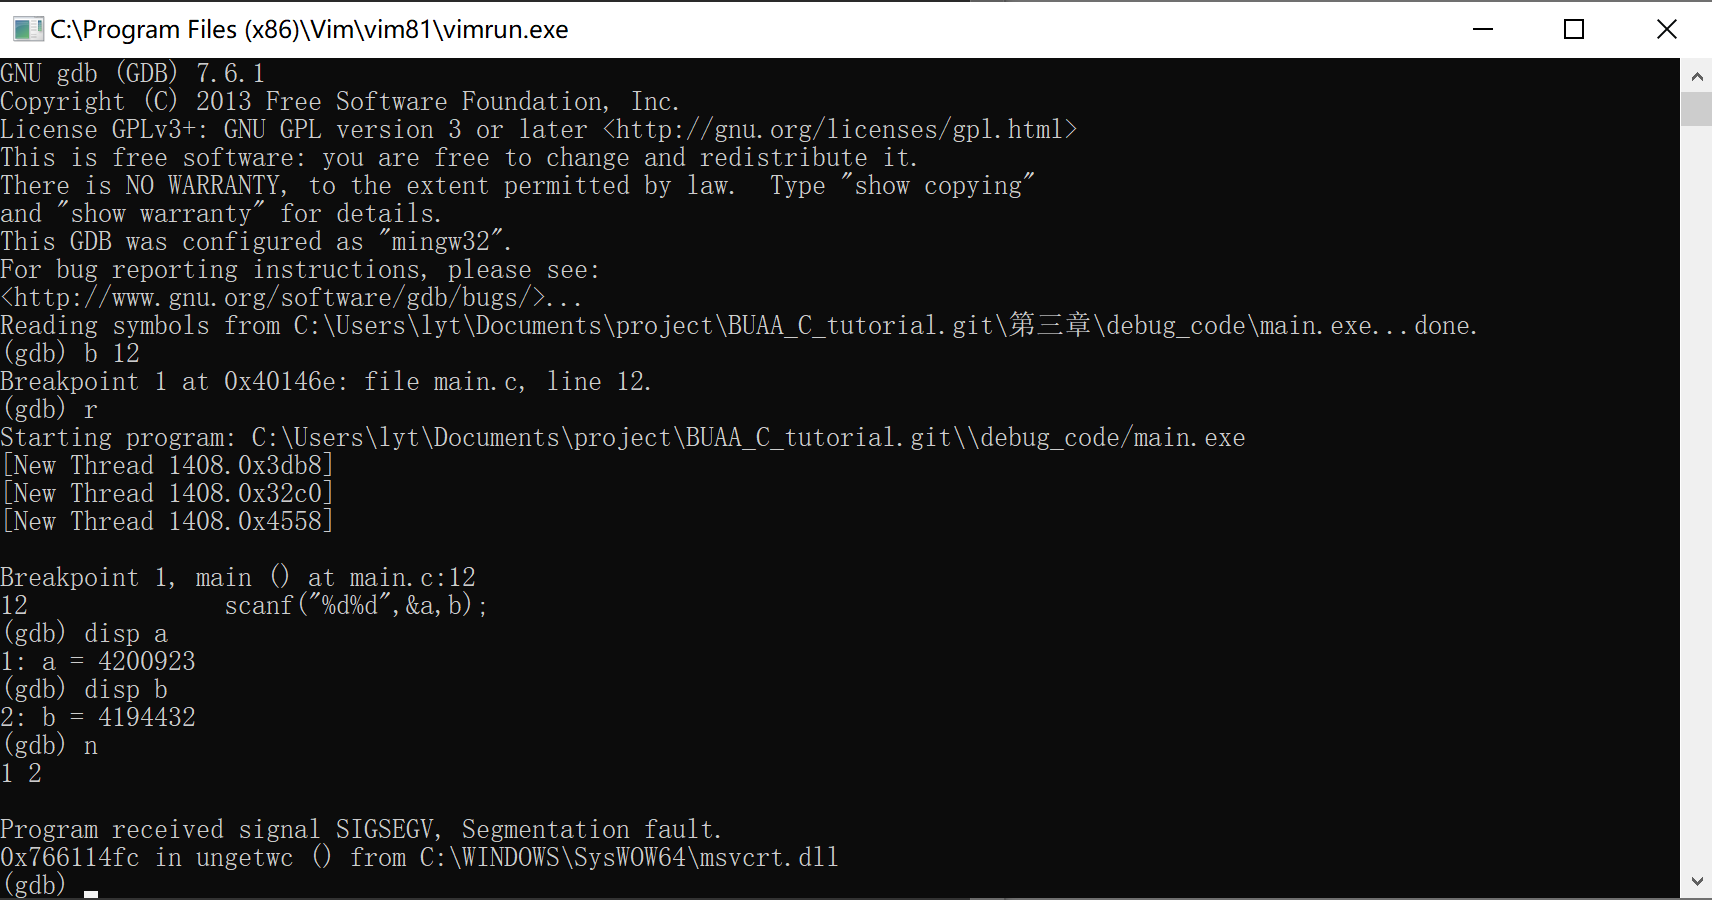 C:\Program Files (x86)\Vim\vim81\vimrun.exe
GNU gdb (GDB) 7.6.1
Copyright (C) 2013 Free Software Foundation, Inc.
License GPLv3+: GNU GPL version 3 or later <http://gnu.org/licenses/gpl.html>
This is free software: you are free to change and redistribute it.
There is NO WARRANTY, to the extent permitted by law.  Type "show copying"
and "show warranty" for details.
This GDB was configured as "mingw32".
For bug reporting instructions, please see:
<http://www.gnu.org/software/gdb/bugs/>...
Reading symbols from C:\Users\lyt\Documents\project\BUAA_C_tutorial.git\第三章\debug_code\main.exe...done.
(gdb) b 12
Breakpoint 1 at 0x40146e: file main.c, line 12.
(gdb) r
Starting program: C:\Users\lyt\Documents\project\BUAA_C_tutorial.git\\debug_code/main.exe
[New Thread 1408.0x3db8]
[New Thread 1408.0x32c0]
[New Thread 1408.0x4558]
Breakpoint 1, main () at main.c:12
12              scanf("%d%d",&a,b);
(gdb) disp a
1: a = 4200923
(gdb) disp b
2: b = 4194432
(gdb) n
1 2
Program received signal SIGSEGV, Segmentation fault.
0x766114fc in ungetwc () from C:\WINDOWS\SysWOW64\msvcrt.dll
(gdb)